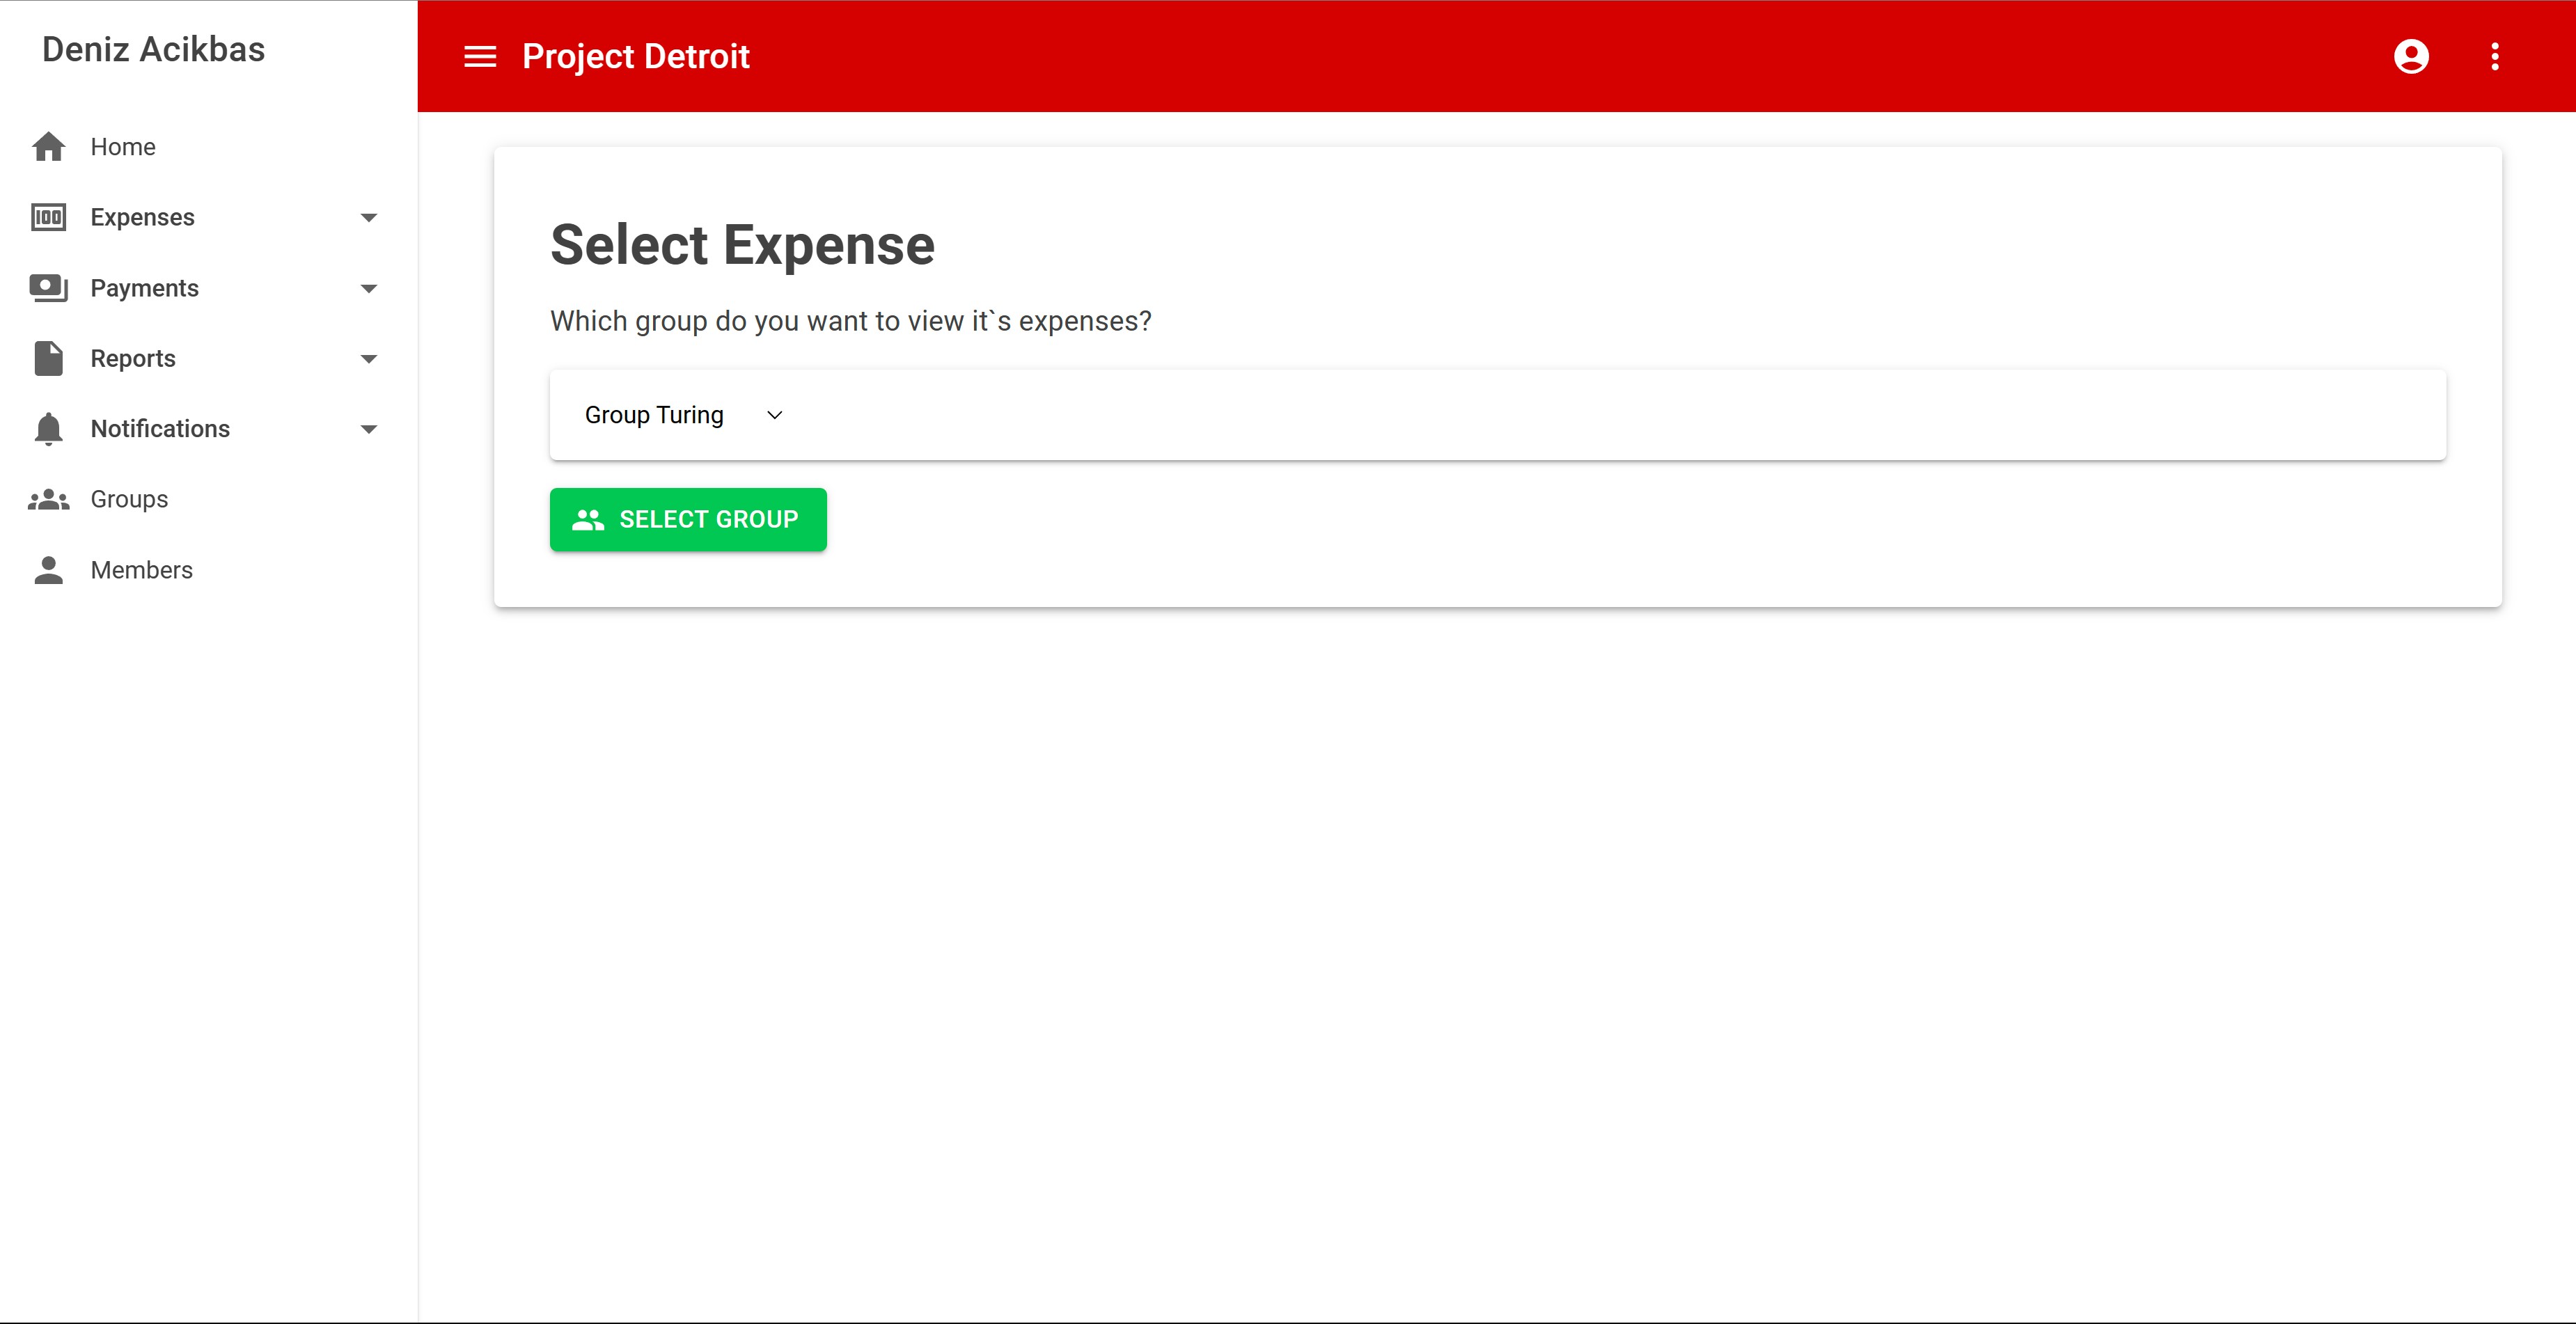 Deniz Acikbas
Home
Expenses
Payments
Reports
Notifications
Groups
Members
Project Detroit
Select Expense
Which group do you want to view it`s expenses?
Group Turing
SELECT GROUP